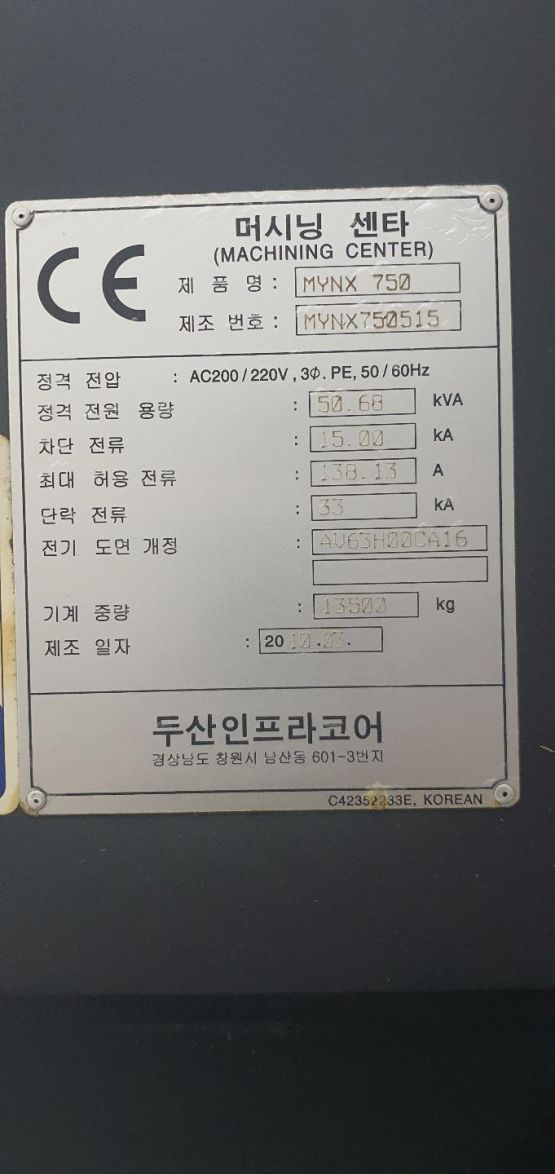 CE
머시닝 센타
(MACHINING CENTER)
제 품 명 : MYNX 750
제조 번호 : MYNX750515
정격 전압 : AC200 / 220V , 3Φ. PE, 50 / 60Hz
정격 전원 용량 : 50.68 kVA
차단 전류 : 15.00 kA
최대 허용 전류 : 138.13 A
단락 전류 : 33 kA
전기 도면 개정 : AV63H00CA16
기계 중량 : 13500 kg
제조 일자 : 20 10.03.
두산인프라코어
경상남도 창원시 남산동 601-3번지
C42352233E, KOREAN